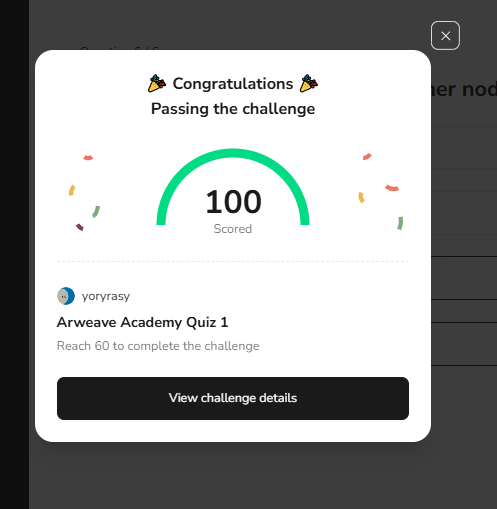 Congratulations
Passing the challenge
100
Scored
yoryrasy
Arweave Academy Quiz 1
Reach 60 to complete the challenge
View challenge details